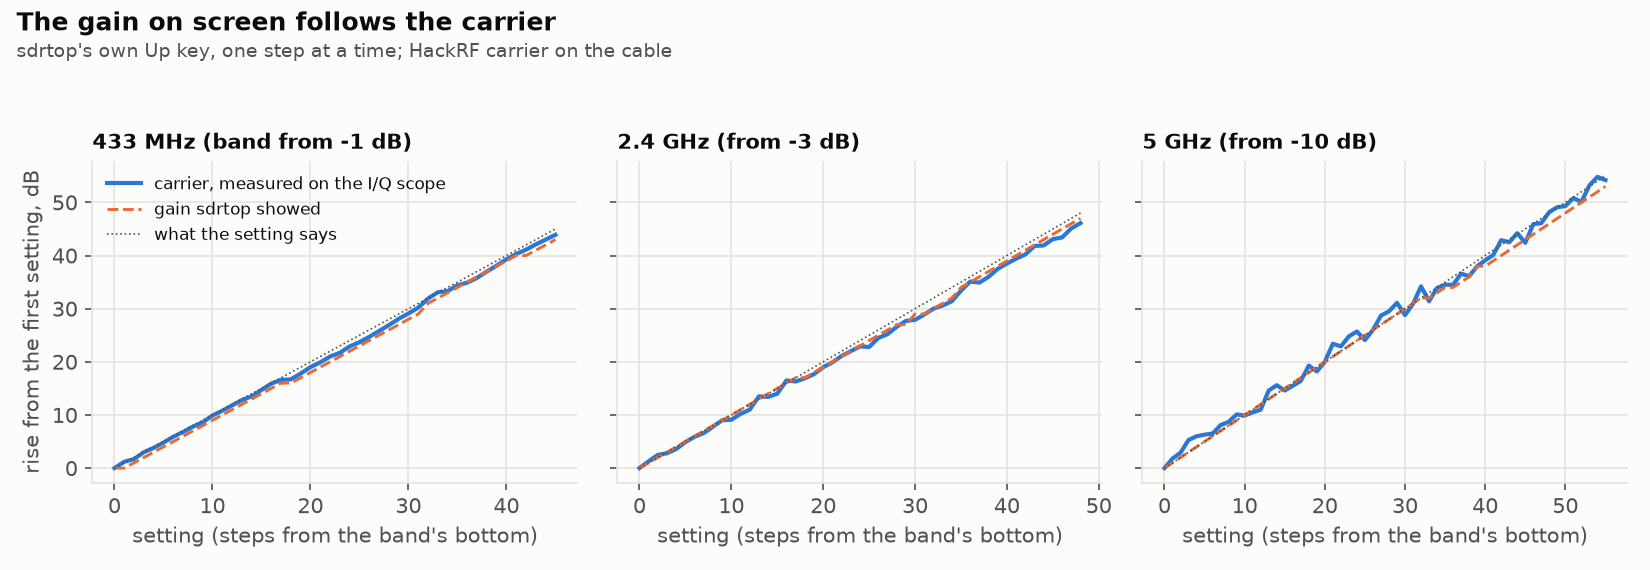 The gain on screen follows the carrier
sdrtop's own Up key, one step at a time; HackRF carrier on the cable
433 MHz (band from -1 dB)
2.4 GHz (from -3 dB)
5 GHz (from -10 dB)
carrier, measured on the I/Q scope
gain sdrtop showed
what the setting says
rise from the first setting, dB
50
40
30
20
10
0
0 10 20 30 40
0 10 20 30 40 50
0 10 20 30 40 50
setting (steps from the band's bottom)
setting (steps from the band's bottom)
setting (steps from the band's bottom)